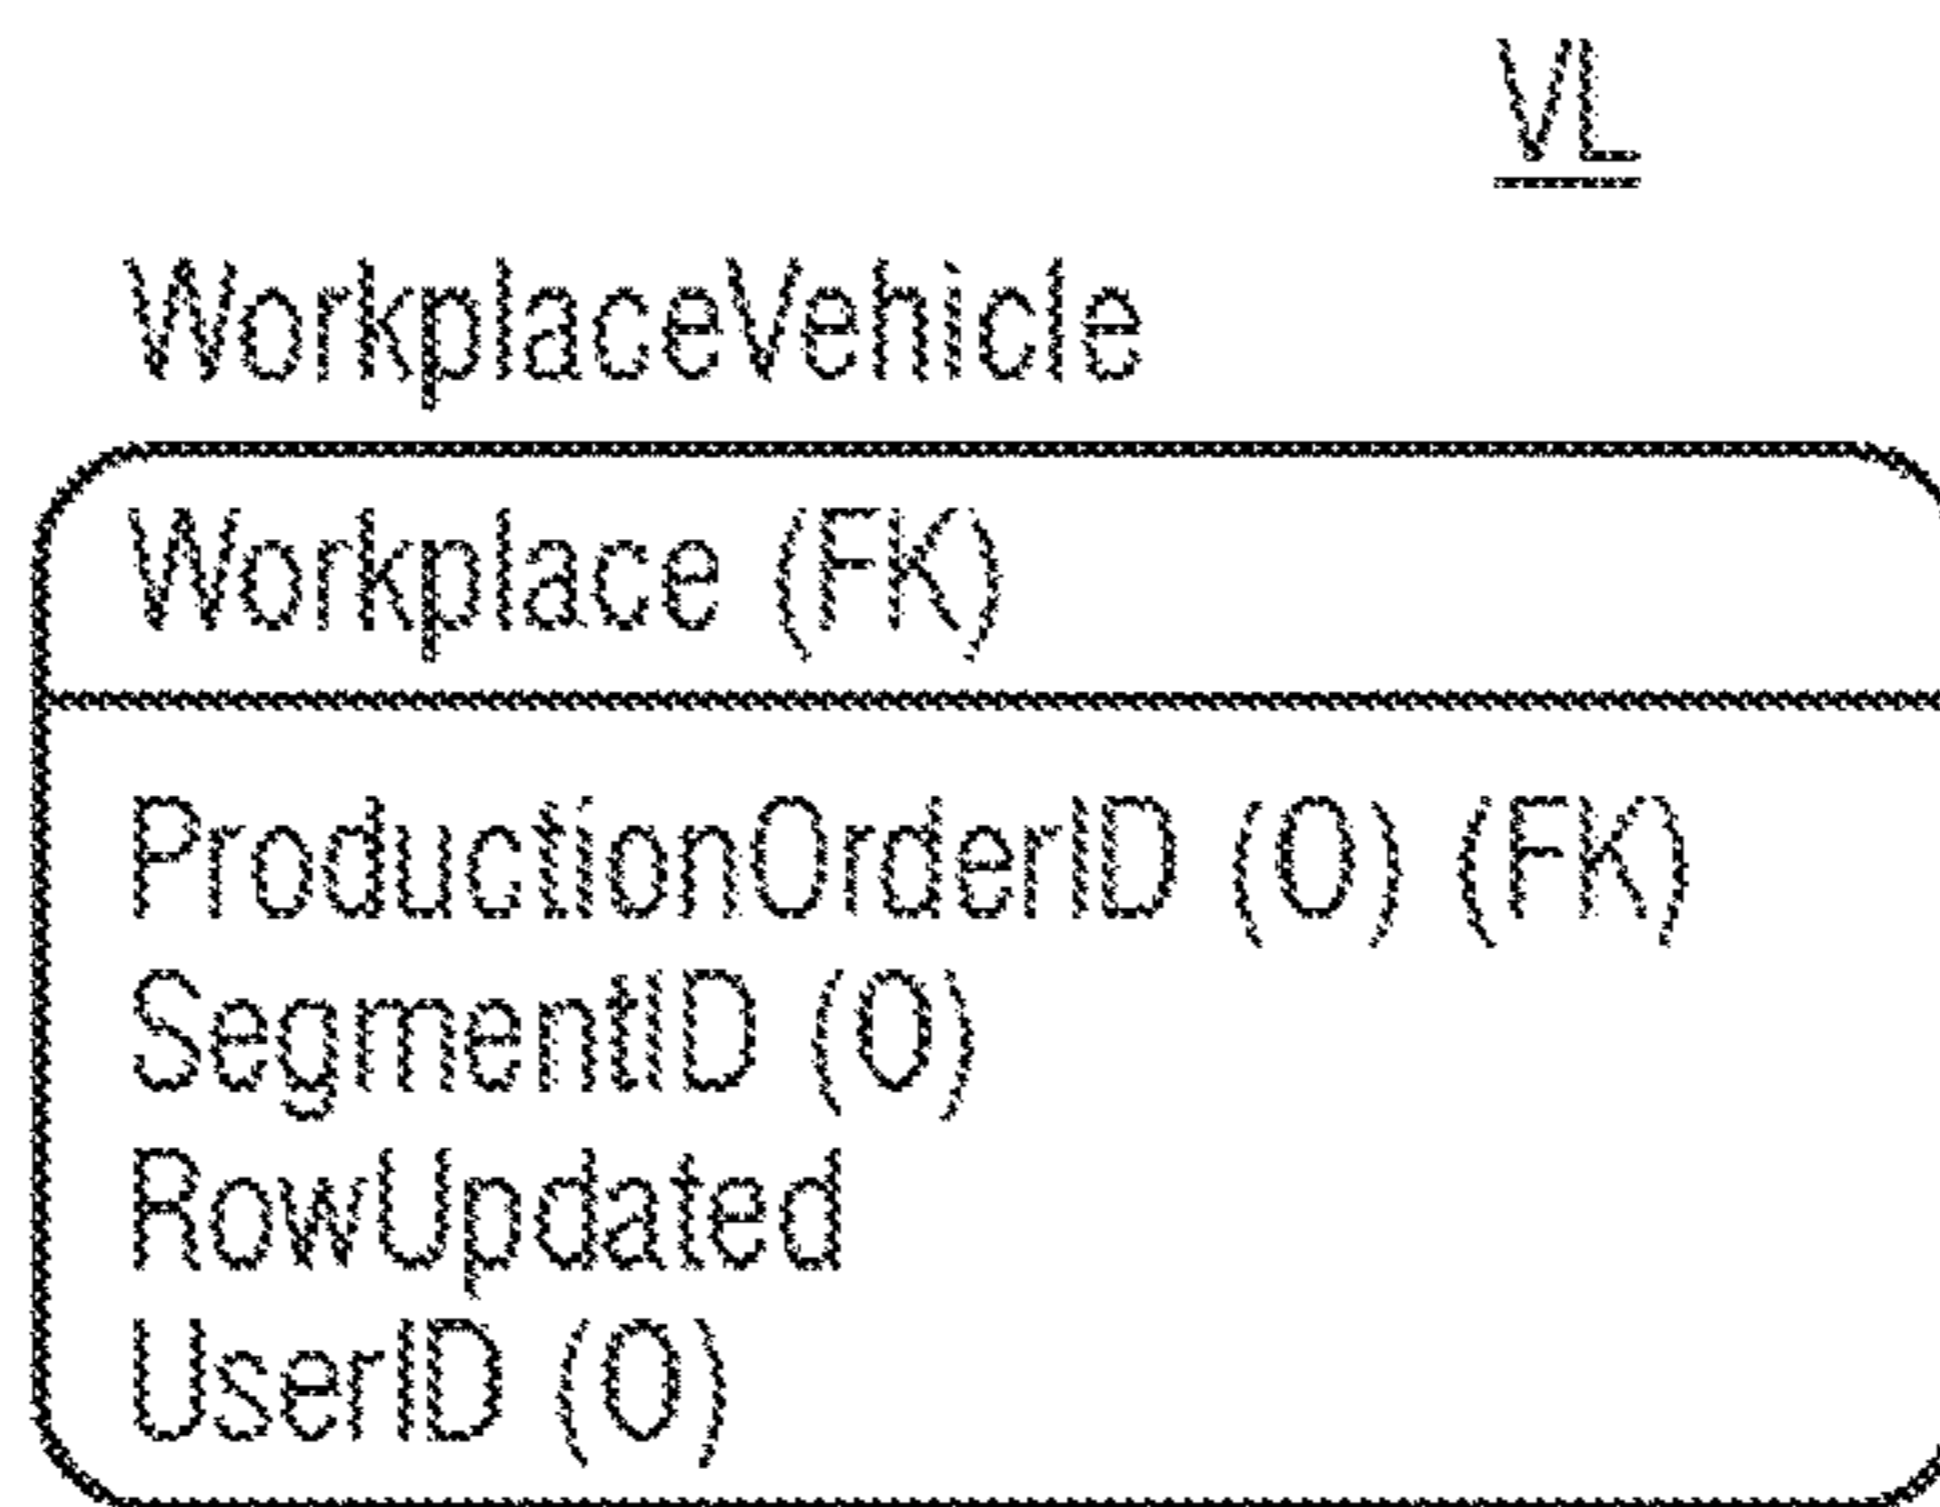 VL
WorkplaceVehicle
Workplace (FK)
ProductionOrderID (O) (FK)
SegmentID (O)
RowUpdated
UserID (O)